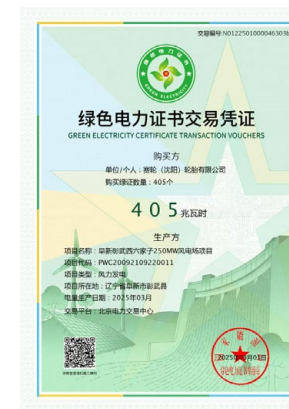 交易编号:N0122501000046303
绿色电力证书
GREEN ELECTRICITY
绿色电力证书交易凭证
GREEN ELECTRICITY CERTIFICATE TRANSACTION VOUCHERS
购买方
单位/个人：赛轮（沈阳）轮胎有限公司
购买绿证数量：405个
405兆瓦时
生产方
项目名称：阜新彰武西六家子250MW风电场项目
项目代码：PWC20092109220011
项目类型：风力发电
项目所在地：辽宁省阜新市彰武县
电量生产日期：2025年03月
交易平台：北京电力交易中心